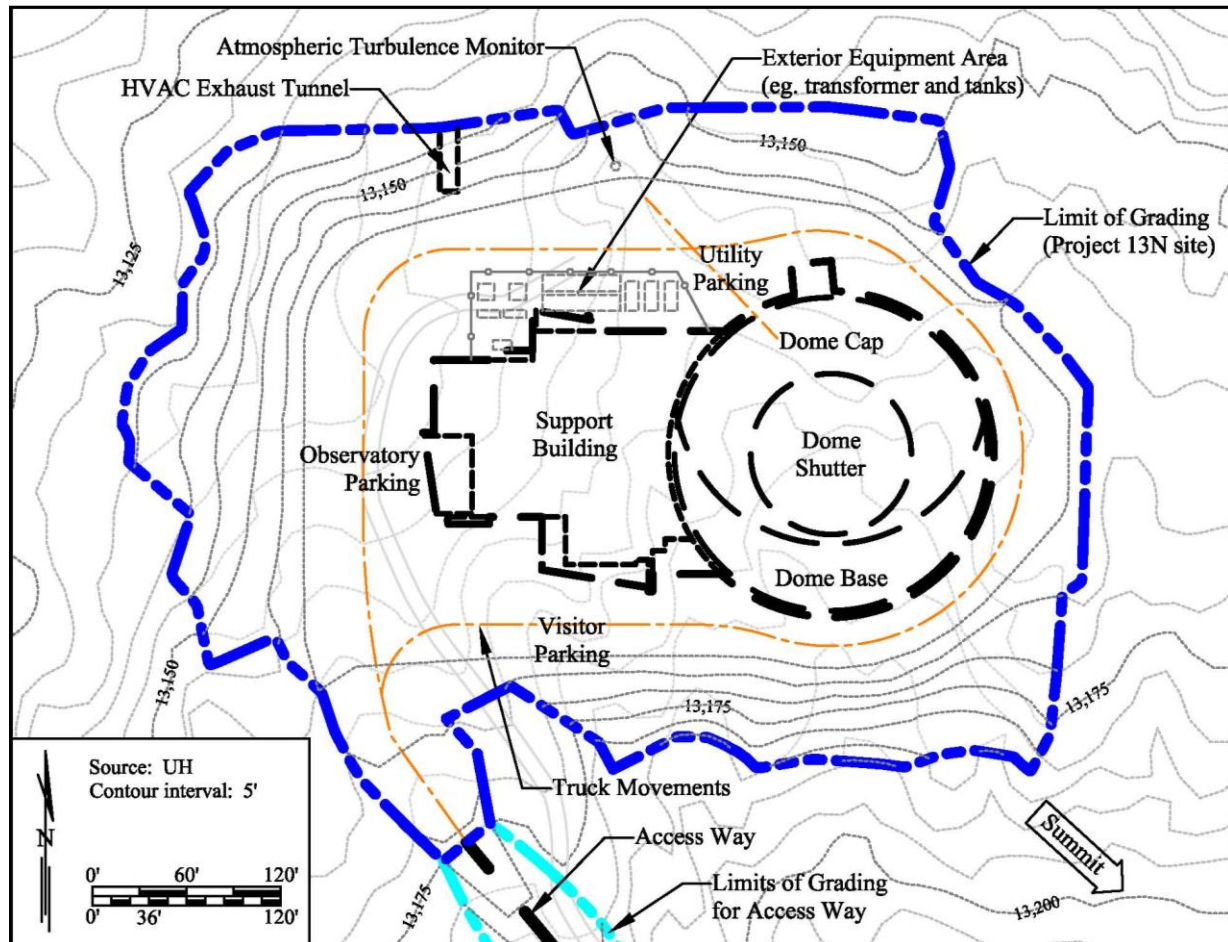 Atmospheric Turbulence Monitor
HVAC Exhaust Tunnel
Exterior Equipment Area
(eg. transformer and tanks)
13,150
13,150
13,125
Limit of Grading
(Project 13N site)
Utility
Parking
Dome Cap
Support
Building
Dome
Shutter
Observatory
Parking
Dome Base
Visitor
Parking
13,150
13,175
13,175
Source: UH
Contour interval: 5'
N
0' 60' 120'
0' 36' 120'
Truck Movements
Access Way
Summit
Limits of Grading
for Access Way
13,175
13,200